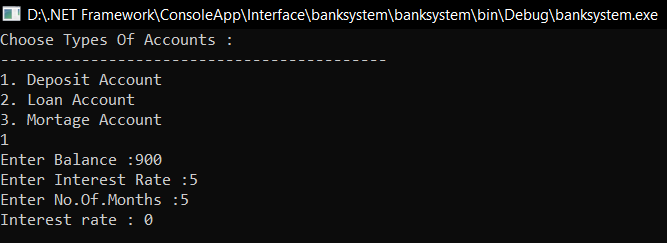 D:\.NET Framework\ConsoleApp\Interface\banksystem\banksystem\bin\Debug\banksystem.exe
Choose Types Of Accounts :
-------------------------------------------
1. Deposit Account
2. Loan Account
3. Mortage Account
1
Enter Balance :900
Enter Interest Rate :5
Enter No.Of.Months :5
Interest rate : 0